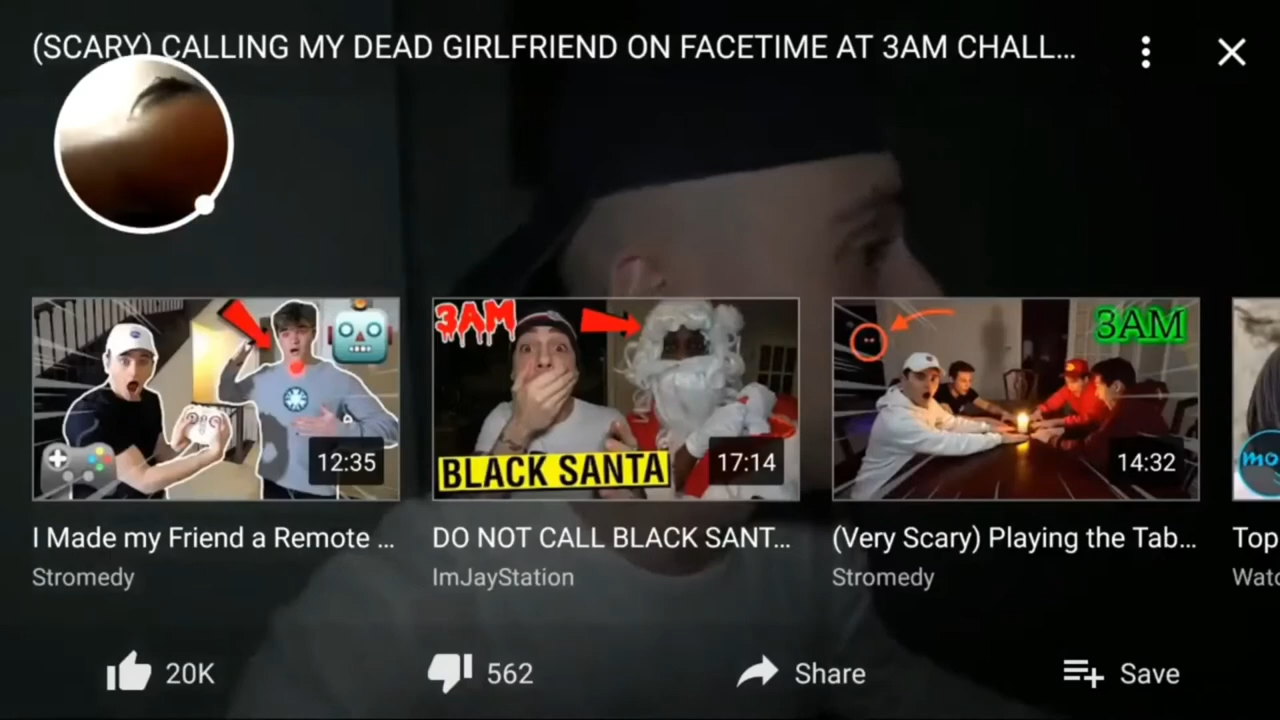 (SCARY) CALLING MY DEAD GIRLFRIEND ON FACETIME AT 3AM CHALL...
3AM
BLACK SANTA
3AM
12:35
17:14
14:32
mo
I Made my Friend a Remote ...
DO NOT CALL BLACK SANT...
(Very Scary) Playing the Tab...
Top
Stromedy
ImJayStation
Stromedy
Watc
20K
562
Share
Save